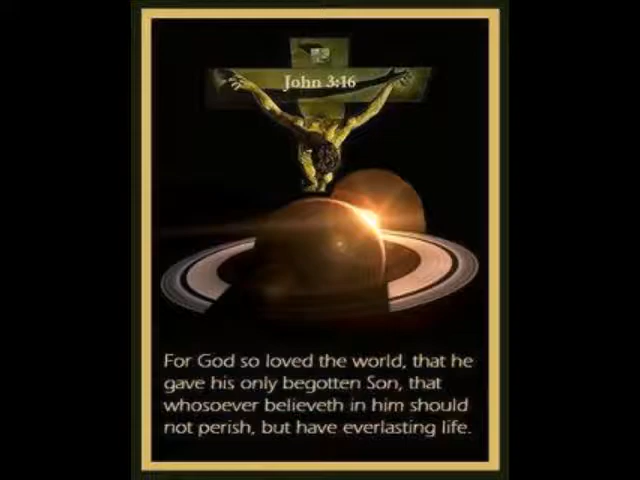 John 3:16
For God so loved the world, that he
gave his only begotten Son, that
whosoever believeth in him should
not perish, but have everlasting life.